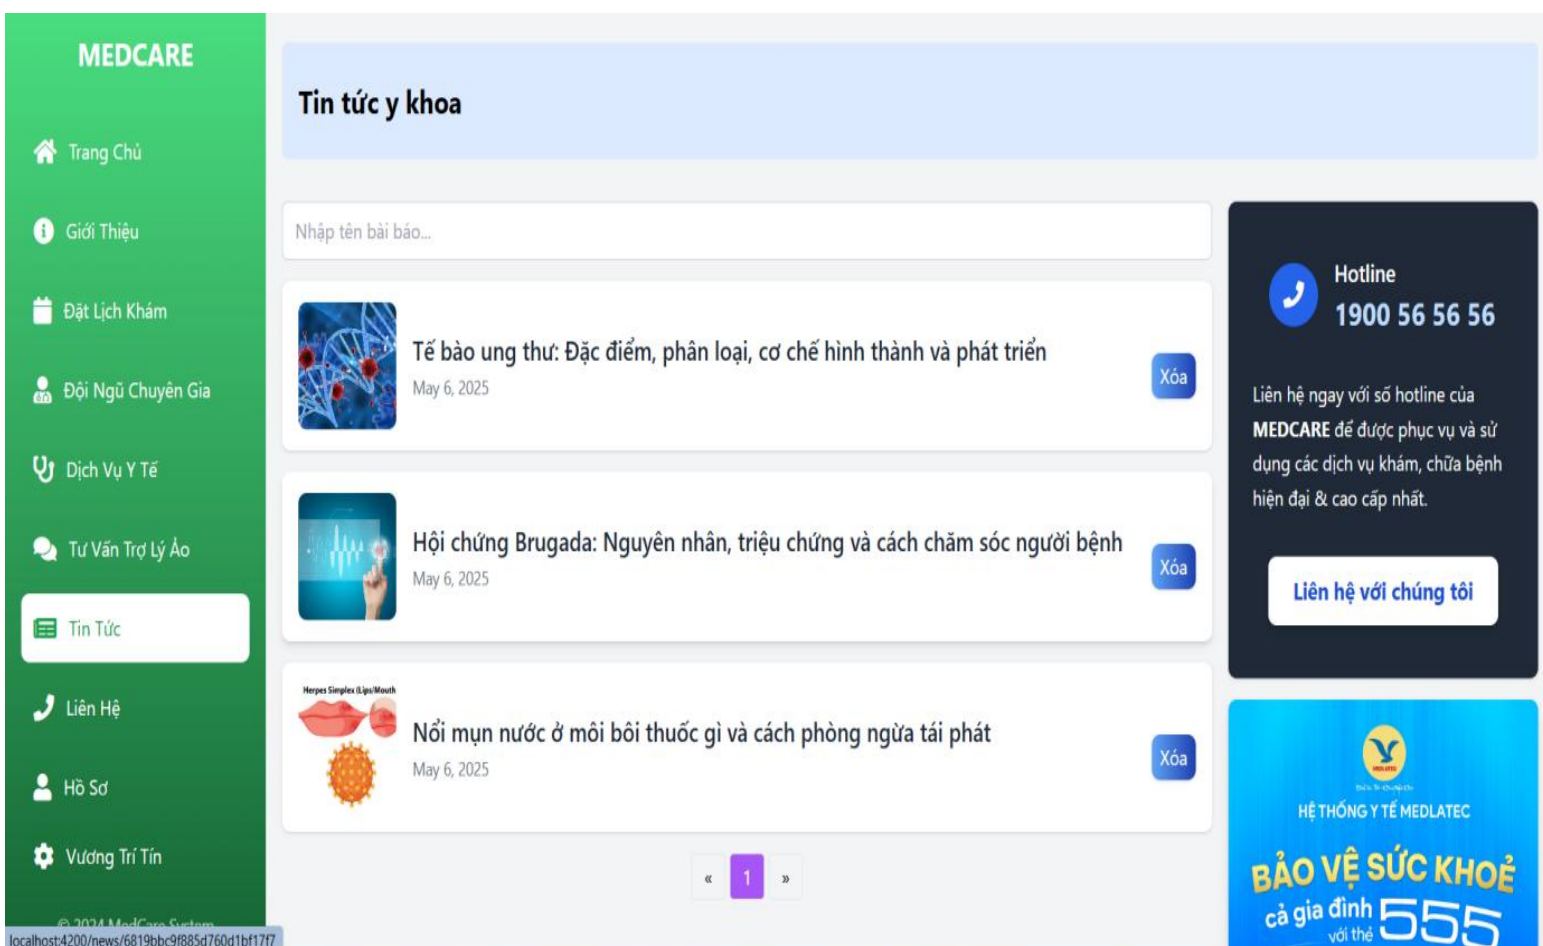 MEDCARE
Trang Chủ
Giới Thiệu
Đặt Lịch Khám
Đội Ngũ Chuyên Gia
Dịch Vụ Y Tế
Tư Vấn Trợ Lý Ảo
Tin Tức
Liên Hệ
Hồ Sơ
Vương Trí Tín
© 2024 MedCare System
localhost:4200/news/6819bbc9f885d760d1bf17f7
Tin tức y khoa
Nhập tên bài báo...
Tế bào ung thư: Đặc điểm, phân loại, cơ chế hình thành và phát triển
May 6, 2025
Xóa
Hội chứng Brugada: Nguyên nhân, triệu chứng và cách chăm sóc người bệnh
May 6, 2025
Xóa
Herpes Simplex (Lips/Mouth
Nổi mụn nước ở môi bôi thuốc gì và cách phòng ngừa tái phát
May 6, 2025
Xóa
« 1 »
Hotline
1900 56 56 56
Liên hệ ngay với số hotline của
MEDCARE để được phục vụ và sử
dụng các dịch vụ khám, chữa bệnh
hiện đại & cao cấp nhất.
Liên hệ với chúng tôi
MEDLATEC
HỆ THỐNG Y TẾ MEDLATEC
BẢO VỆ SỨC KHOẺ
cả gia đình 555
với thẻ